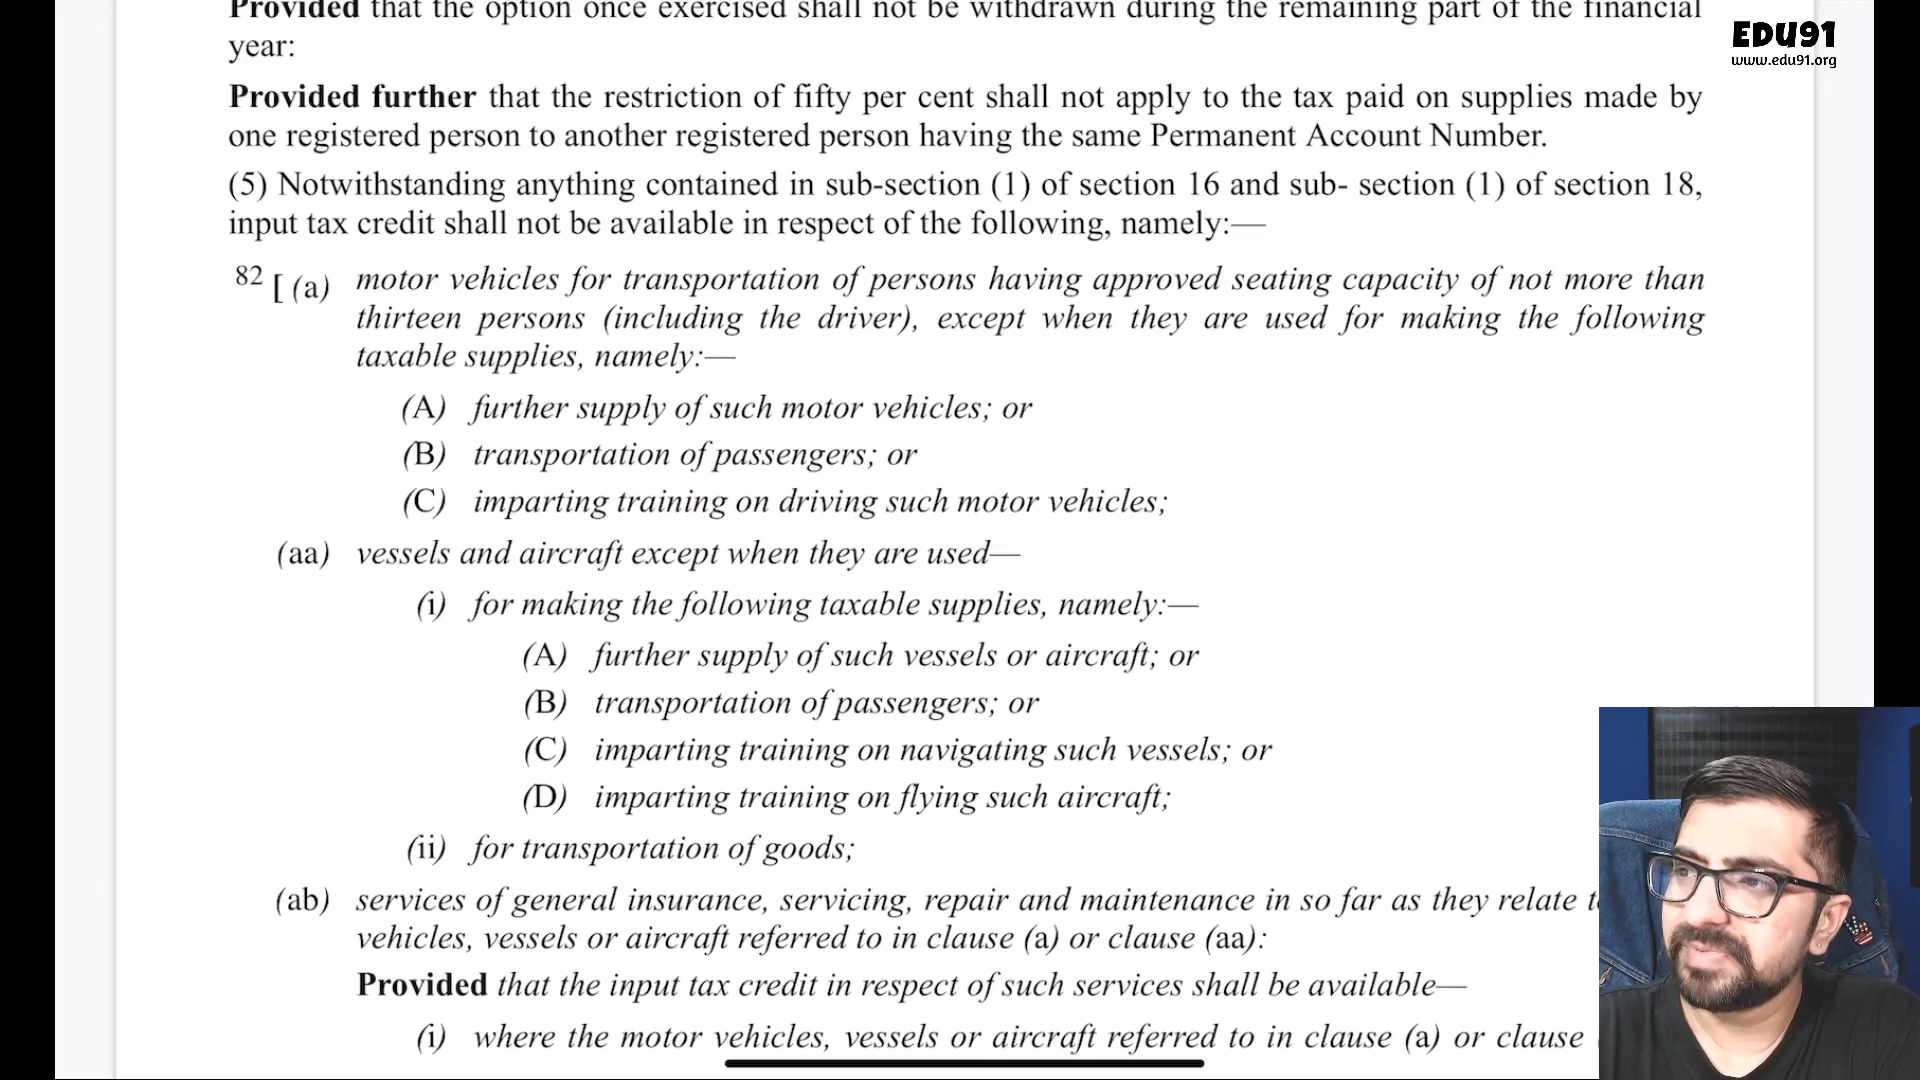 Provided that the option once exercised shall not be withdrawn during the remaining part of the financial
year:
EDU91
www.edu91.org
Provided further that the restriction of fifty per cent shall not apply to the tax paid on supplies made by
one registered person to another registered person having the same Permanent Account Number.
(5) Notwithstanding anything contained in sub-section (1) of section 16 and sub- section (1) of section 18,
input tax credit shall not be available in respect of the following, namely:—
82 [ (a) motor vehicles for transportation of persons having approved seating capacity of not more than
thirteen persons (including the driver), except when they are used for making the following
taxable supplies, namely:—
(A) further supply of such motor vehicles; or
(B) transportation of passengers; or
(C) imparting training on driving such motor vehicles;
(aa) vessels and aircraft except when they are used—
(i) for making the following taxable supplies, namely:—
(A) further supply of such vessels or aircraft; or
(B) transportation of passengers; or
(C) imparting training on navigating such vessels; or
(D) imparting training on flying such aircraft;
(ii) for transportation of goods;
(ab) services of general insurance, servicing, repair and maintenance in so far as they relate
vehicles, vessels or aircraft referred to in clause (a) or clause (aa):
Provided that the input tax credit in respect of such services shall be available—
(i) where the motor vehicles, vessels or aircraft referred to in clause (a) or clause